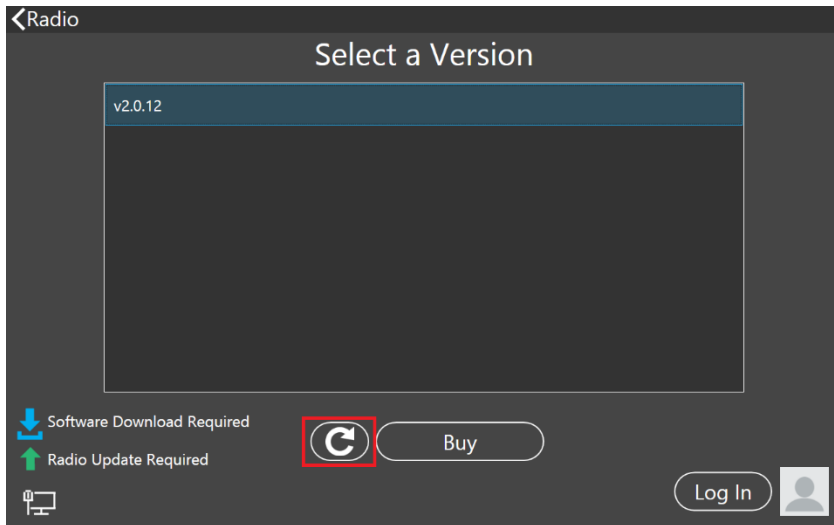 Radio
Select a Version
v2.0.12
Software Download Required
Radio Update Required
Buy
Log In